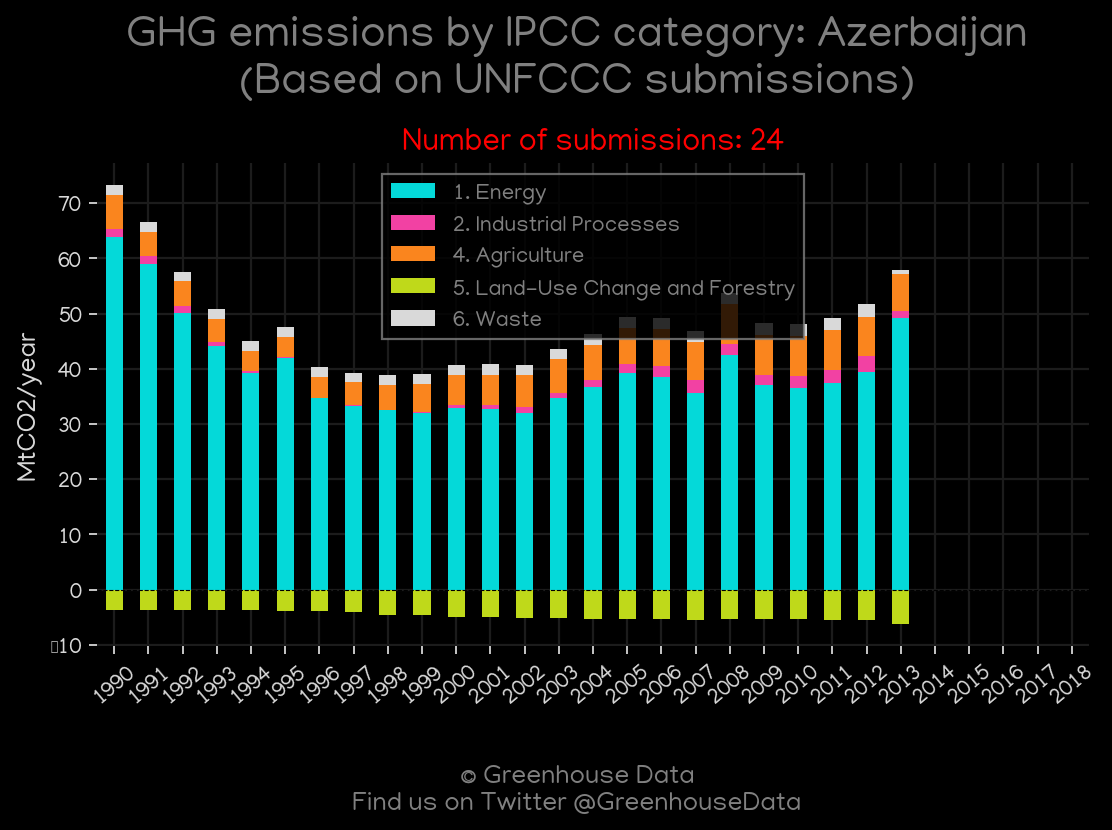 GHG emissions by IPCC category: Azerbaijan
(Based on UNFCCC submissions)
Number of submissions: 24
1. Energy
2. Industrial Processes
4. Agriculture
5. Land-Use Change and Forestry
6. Waste
MtCO2/year
70
60
50
40
30
20
10
0
▯10
1990 1991 1992 1993 1994 1995 1996 1997 1998 1999 2000 2001 2002 2003 2004 2005 2006 2007 2008 2009 2010 2011 2012 2013 2014 2015 2016 2017 2018
© Greenhouse Data
Find us on Twitter @GreenhouseData